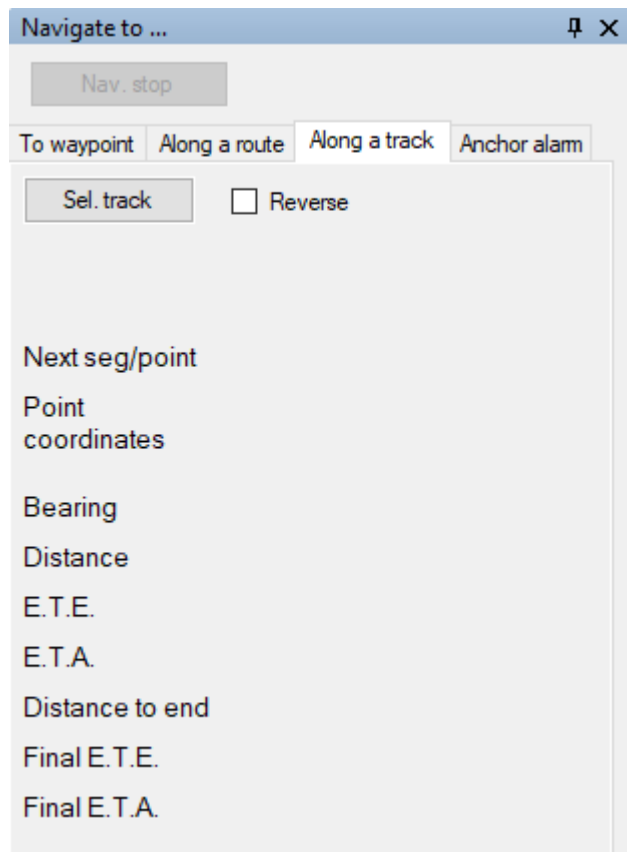 Navigate to ...
Nav. stop
To waypoint Along a route Along a track Anchor alarm
Sel. track Reverse
Next seg/point
Point
coordinates
Bearing
Distance
E.T.E.
E.T.A.
Distance to end
Final E.T.E.
Final E.T.A.